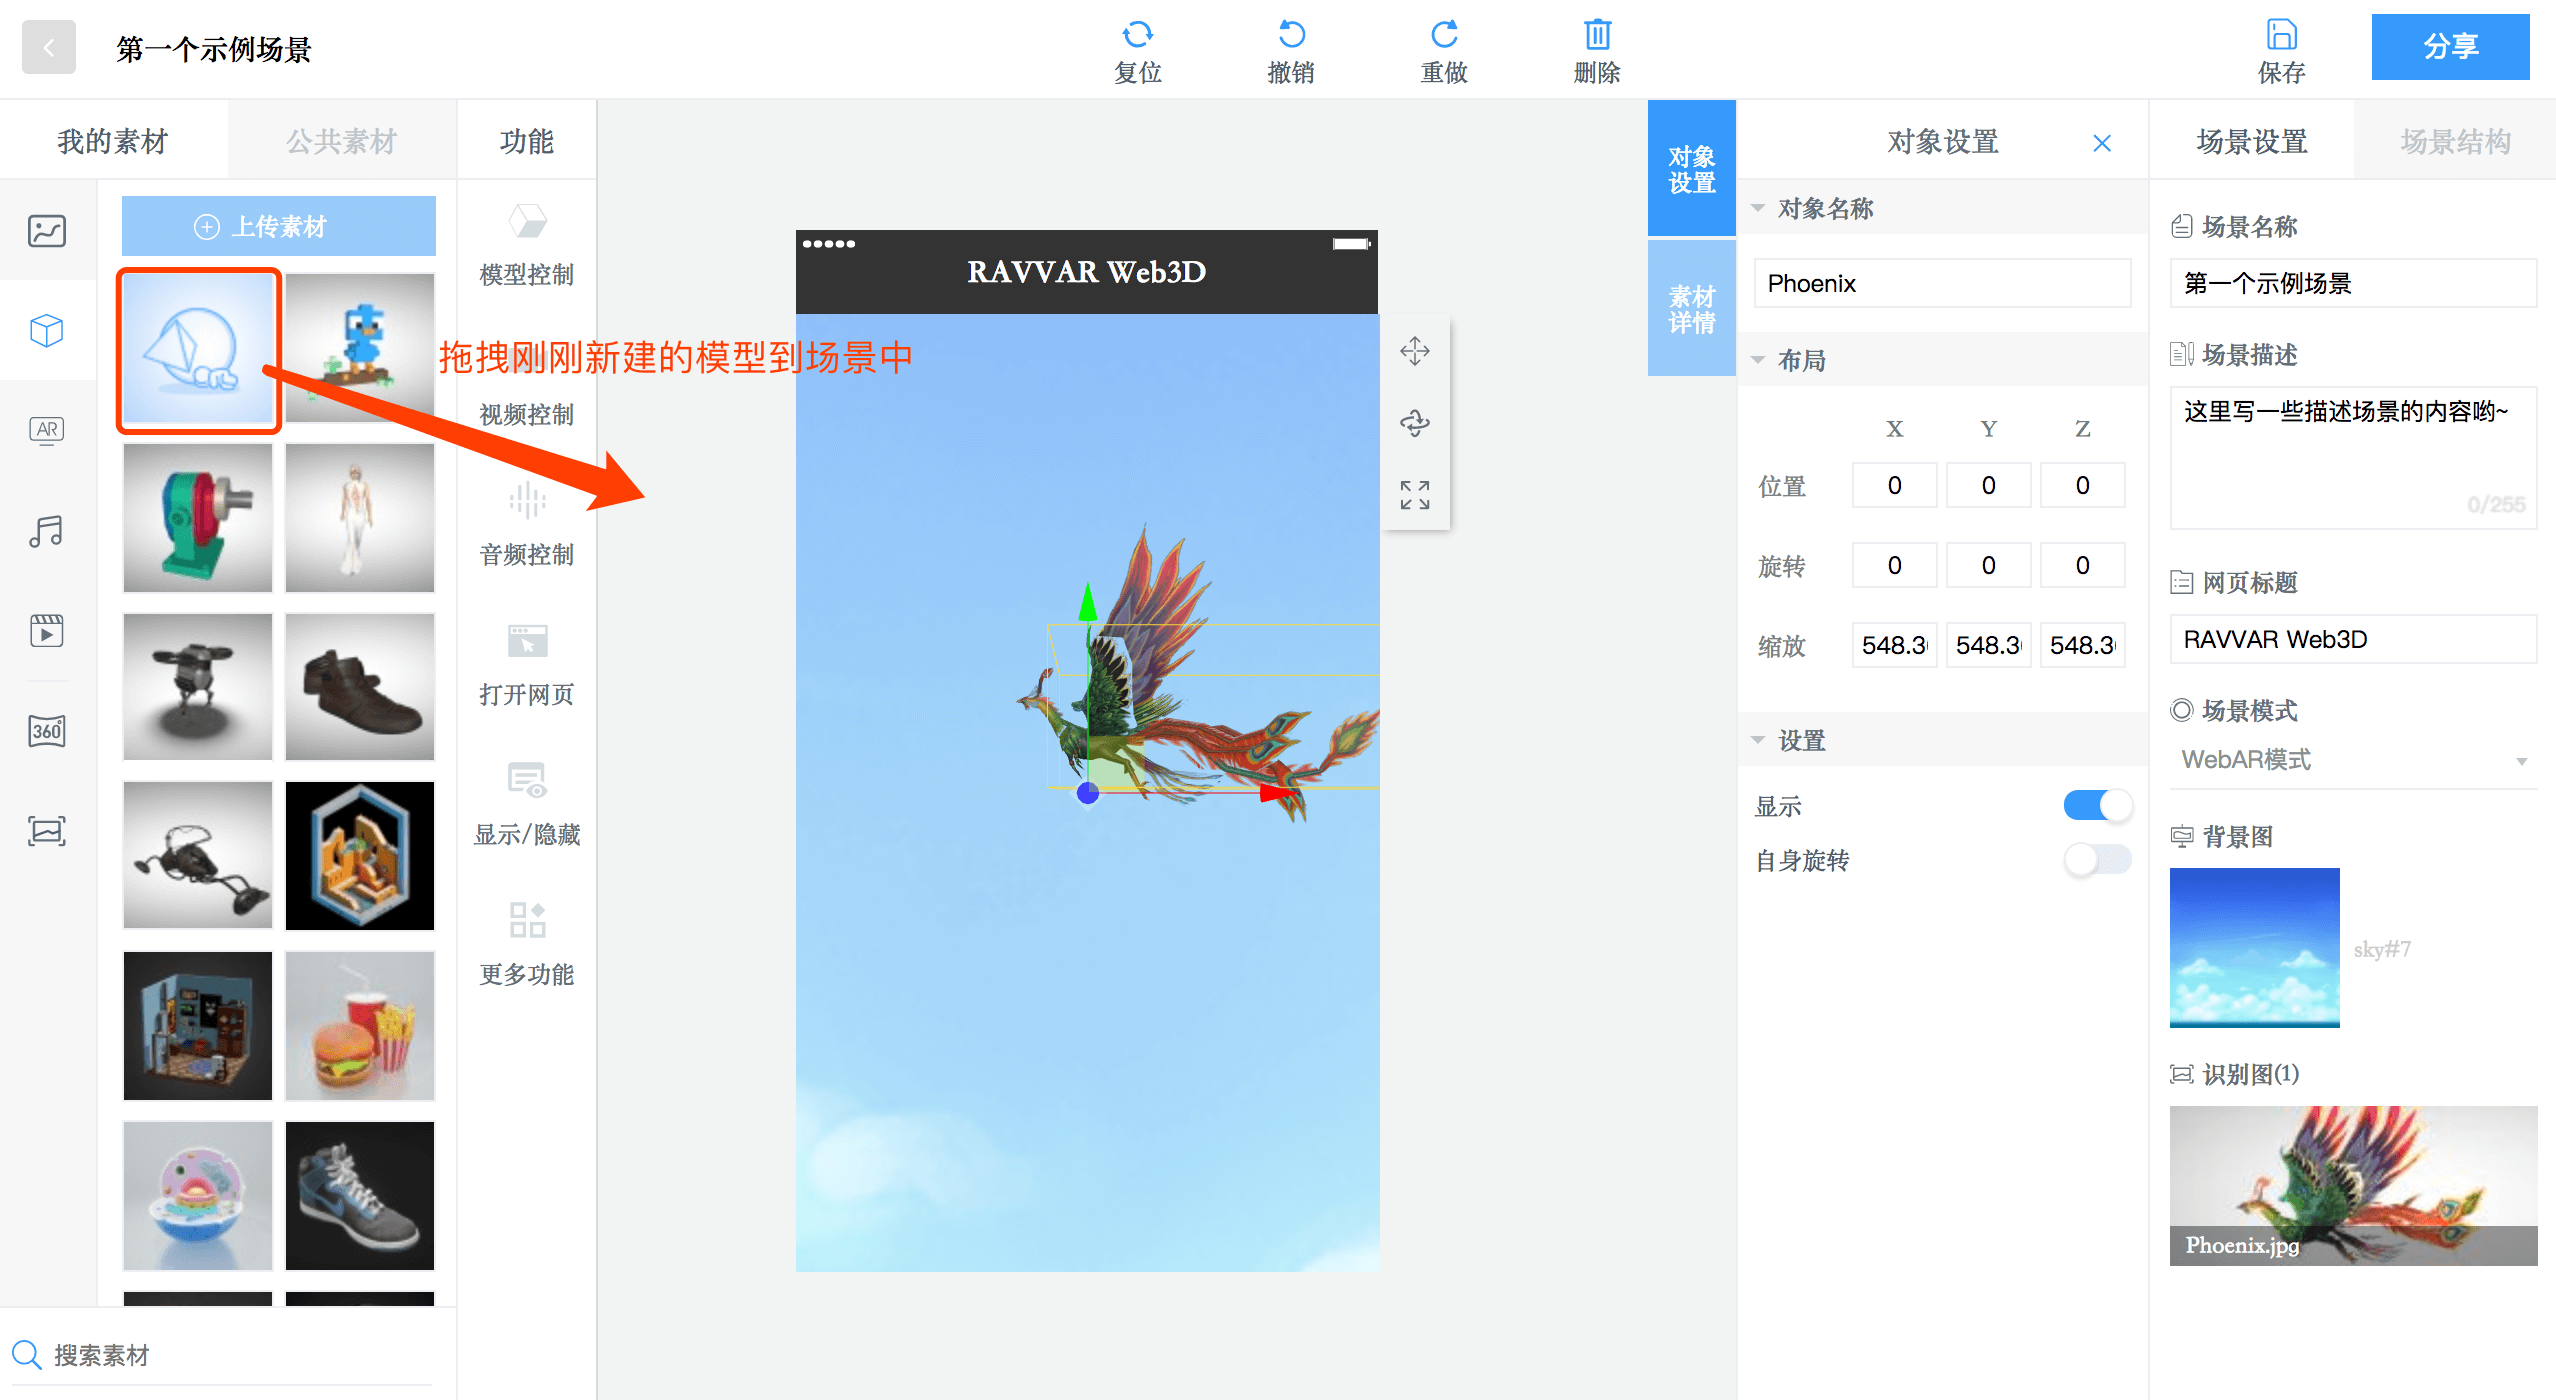 第一个示例场景
复位
撤销
重做
删除
保存
分享
我的素材
公共素材
功能
上传素材
AR
360°
搜索素材
模型控制
拖拽刚刚新建的模型到场景中
视频控制
音频控制
打开网页
显示/隐藏
更多功能
RAVVAR Web3D
对象
设置
素材
详情
对象设置
对象名称
Phoenix
布局
X Y Z
位置 0 0 0
旋转 0 0 0
缩放 548.3 548.3 548.3
设置
显示
自身旋转
场景设置
场景结构
场景名称
第一个示例场景
场景描述
这里写一些描述场景的内容哟~
0/255
网页标题
RAVVAR Web3D
场景模式
WebAR模式
背景图
sky#7
识别图(1)
Phoenix.jpg